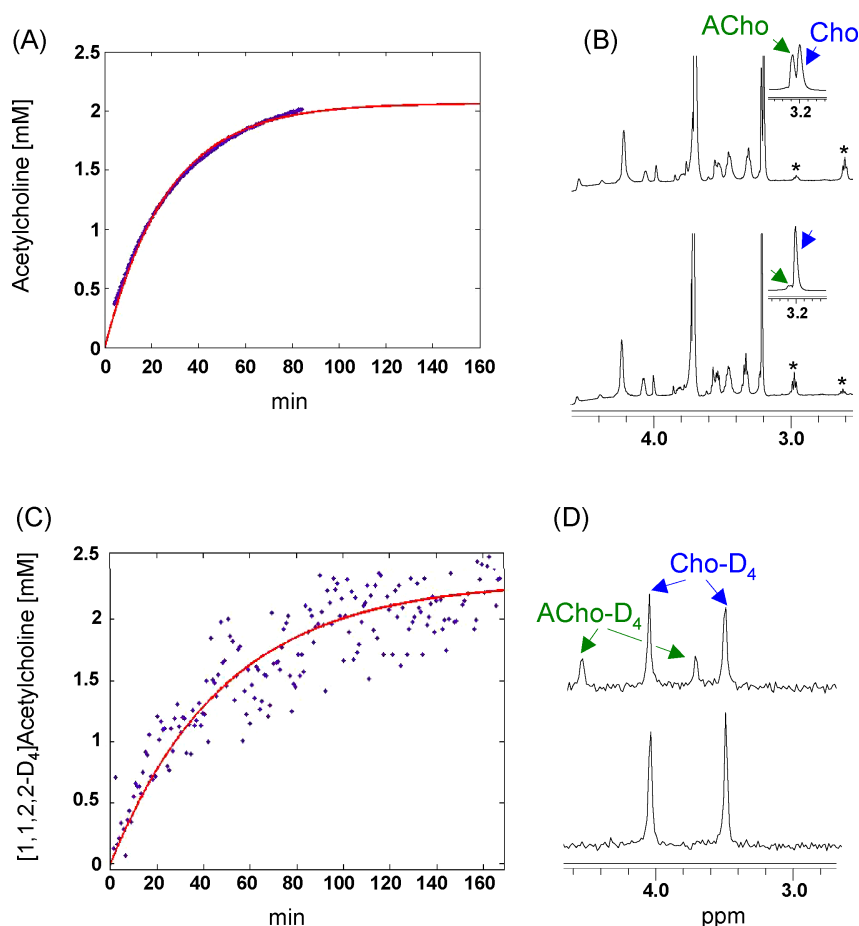 (A)
Acetylcholine [mM]
2.5
2
1.5
1
0.5
0
0 20 40 60 80 100 120 140 160
min
(B)
ACho Cho
3.2
* *
3.2
* *
4.0 3.0
(C)
[1,1,2,2-D4]Acetylcholine [mM]
2.5
2
1.5
1
0.5
0
0 20 40 60 80 100 120 140 160
min
(D)
Cho-D4
ACho-D4
4.0 3.0
ppm